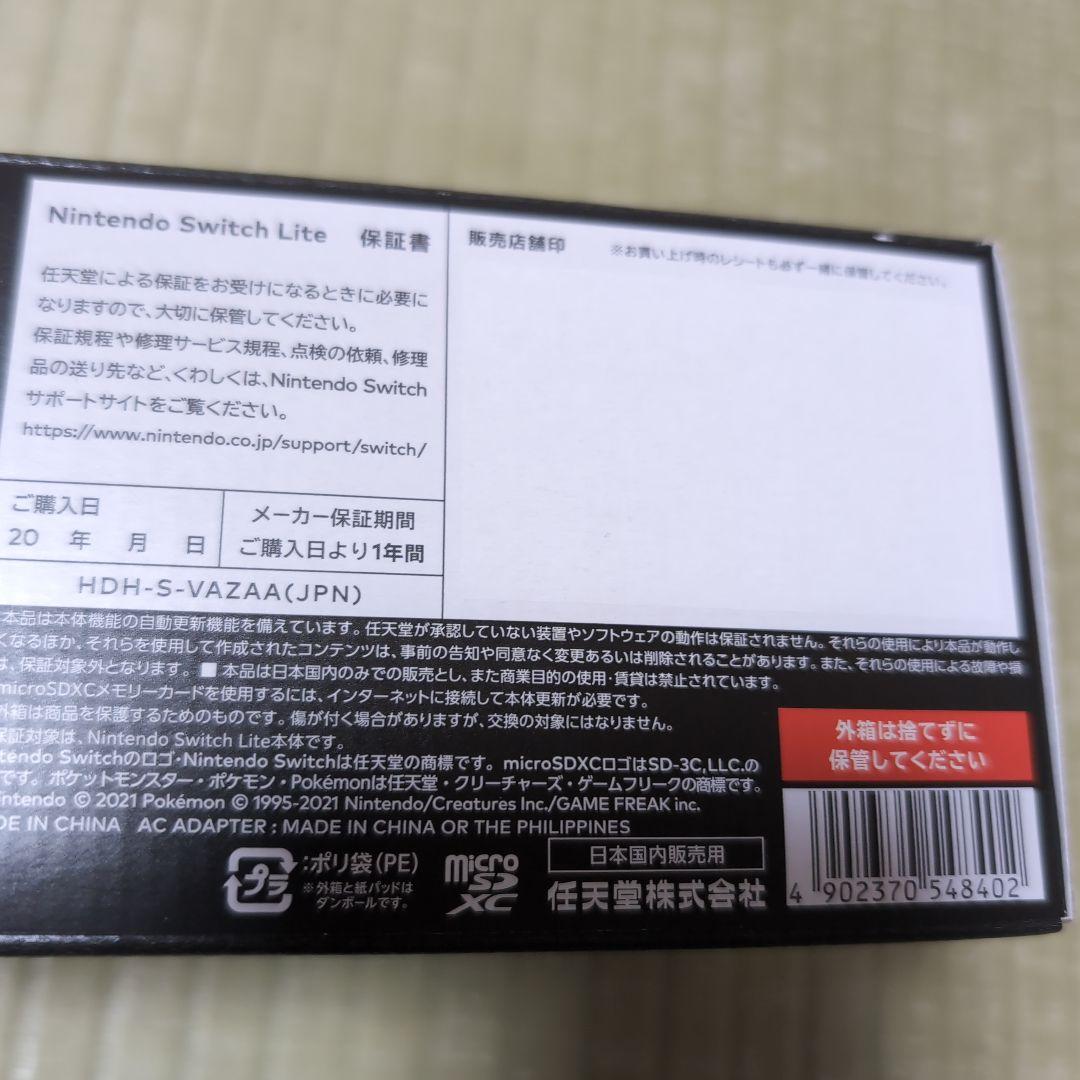 Nintendo Switch Lite 保証書
任天堂による保証をお受けになるときに必要に
なりますので、大切に保管してください。
保証規程や修理サービス規程、点検の依頼、修理
品の送り先など、くわしくは、Nintendo Switch
サポートサイトをご覧ください。
https://www.nintendo.co.jp/support/switch/
販売店舗印 ※お買い上げ時のレシートも必ず一緒に保管してください。
ご購入日
20 年 月 日
メーカー保証期間
ご購入日より1年間
HDH-S-VAZAA(JPN)
本品は本体機能の自動更新機能を備えています。任天堂が承認していない装置やソフトウェアの動作は保証されません。それらの使用により本品が動作し
くなるほか、それらを使用して作成されたコンテンツは、事前の告知や同意なく変更あるいは削除されることがあります。また、それらの使用による故障や損
は、保証対象外となります。 ■ 本品は日本国内のみでの販売とし、また商業目的の使用・賃貸は禁止されています。
microSDXCメモリーカードを使用するには、インターネットに接続して本体更新が必要です。
外箱は商品を保護するためのものです。傷が付く場合がありますが、交換の対象にはなりません。
保証対象は、Nintendo Switch Lite本体です。
tendo Switchのロゴ・Nintendo Switchは任天堂の商標です。microSDXCロゴはSD-3C,LLC.の
です。ポケットモンスター・ポケモン・Pokémonは任天堂・クリーチャーズ・ゲームフリークの商標です。
intendo © 2021 Pokémon © 1995-2021 Nintendo/Creatures Inc./GAME FREAK inc.
DE IN CHINA AC ADAPTER : MADE IN CHINA OR THE PHILIPPINES
外箱は捨てずに
保管してください
プラ
:ポリ袋(PE)
※外箱と紙パッドは
ダンボールです。
micro
SD
XC
日本国内販売用
任天堂株式会社
4 902370 548402